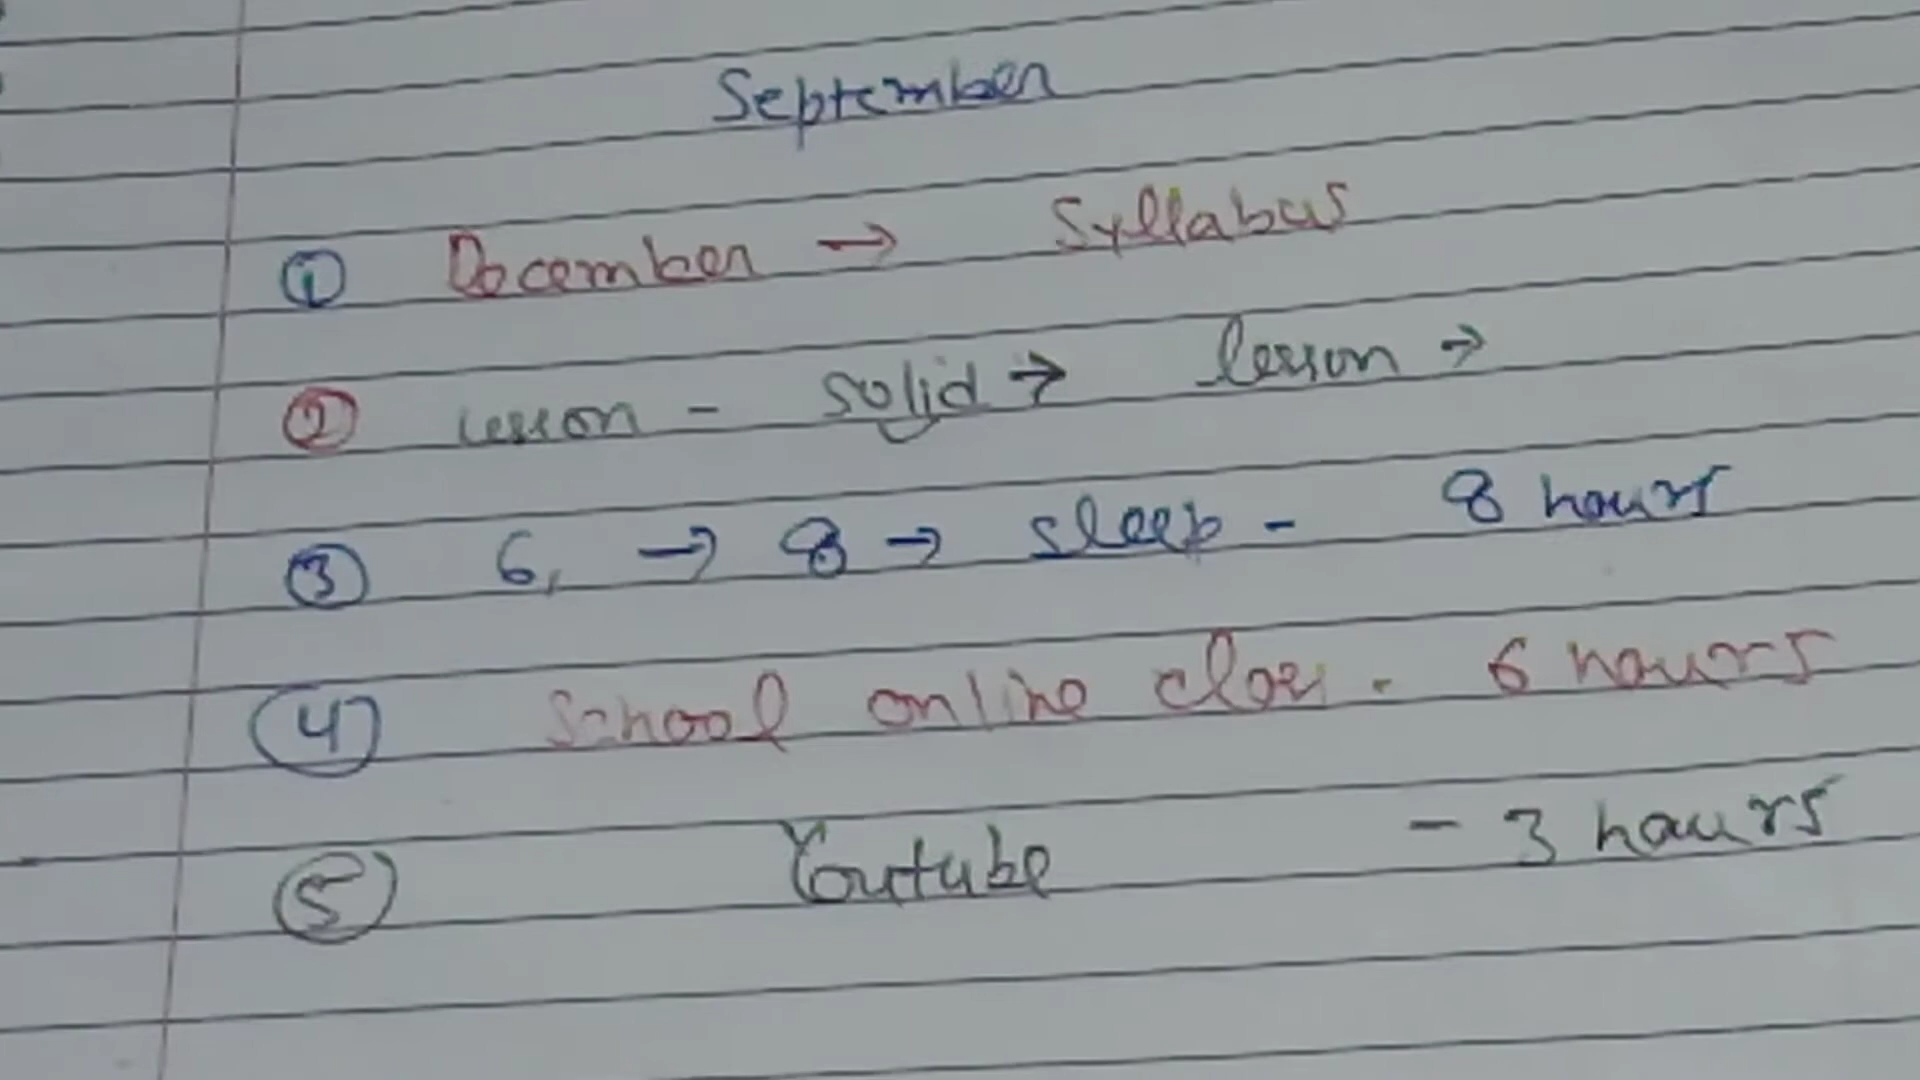 September
① December → Syllabus
② lesson - solid → lesson →
③ 6, → 8 → sleep - 8 hours
④ School online class - 6 hours
⑤ Youtube - 3 hours